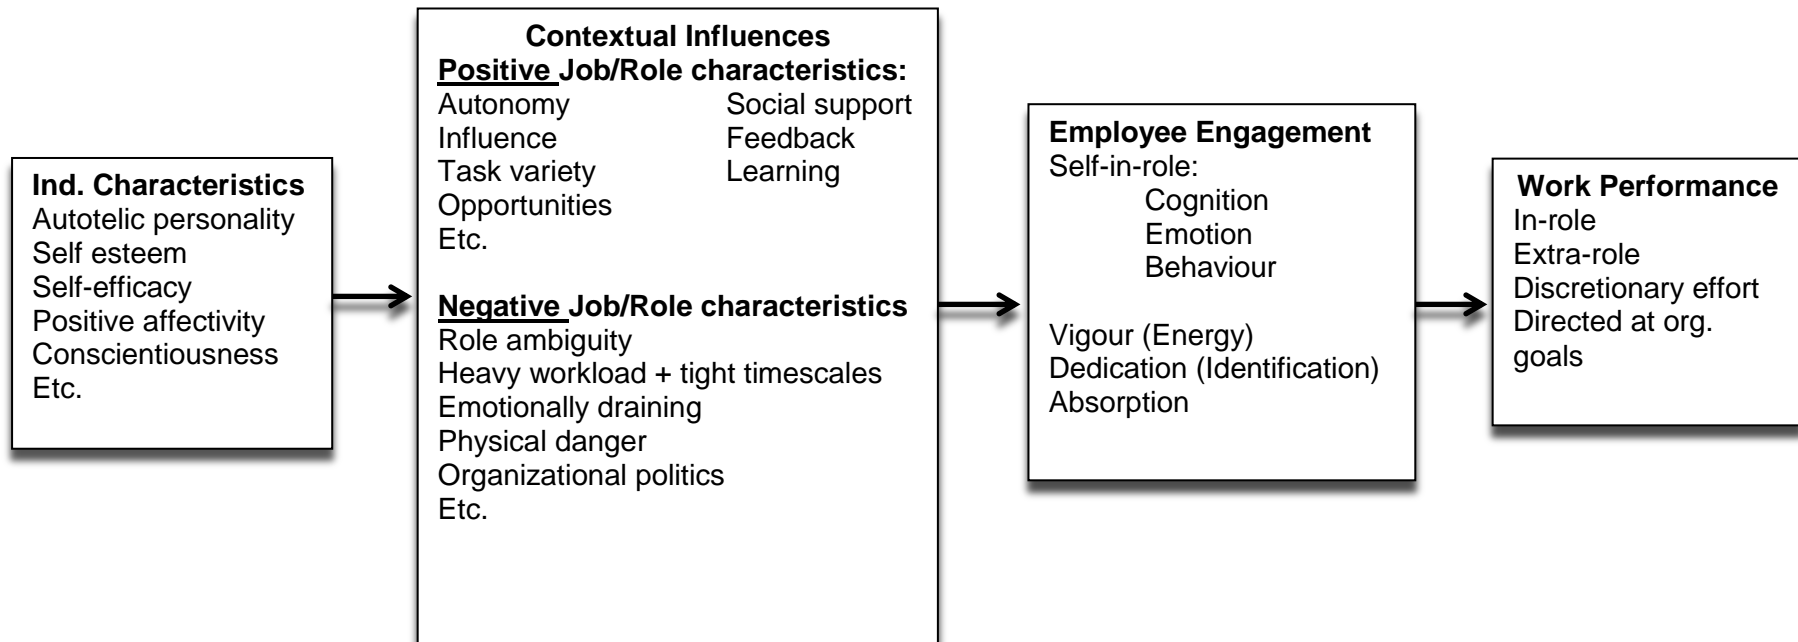 Ind. Characteristics
Autotelic personality
Self esteem
Self-efficacy
Positive affectivity
Conscientiousness
Etc.
Contextual Influences
Positive Job/Role characteristics:
Autonomy Social support
Influence Feedback
Task variety Learning
Opportunities
Etc.
Negative Job/Role characteristics
Role ambiguity
Heavy workload + tight timescales
Emotionally draining
Physical danger
Organizational politics
Etc.
Employee Engagement
Self-in-role:
Cognition
Emotion
Behaviour
Vigour (Energy)
Dedication (Identification)
Absorption
Work Performance
In-role
Extra-role
Discretionary effort
Directed at org.
goals